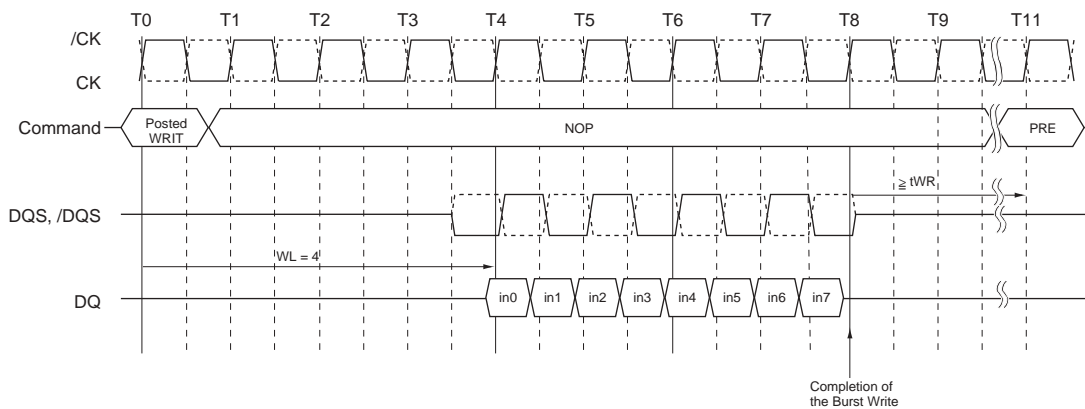 T0 T1 T2 T3 T4 T5 T6 T7 T8 T9 T11
/CK
CK
Command
Posted
WRIT
NOP
PRE
≧ tWR
DQS, /DQS
WL = 4
DQ
in0 in1 in2 in3 in4 in5 in6 in7
Completion of
the Burst Write